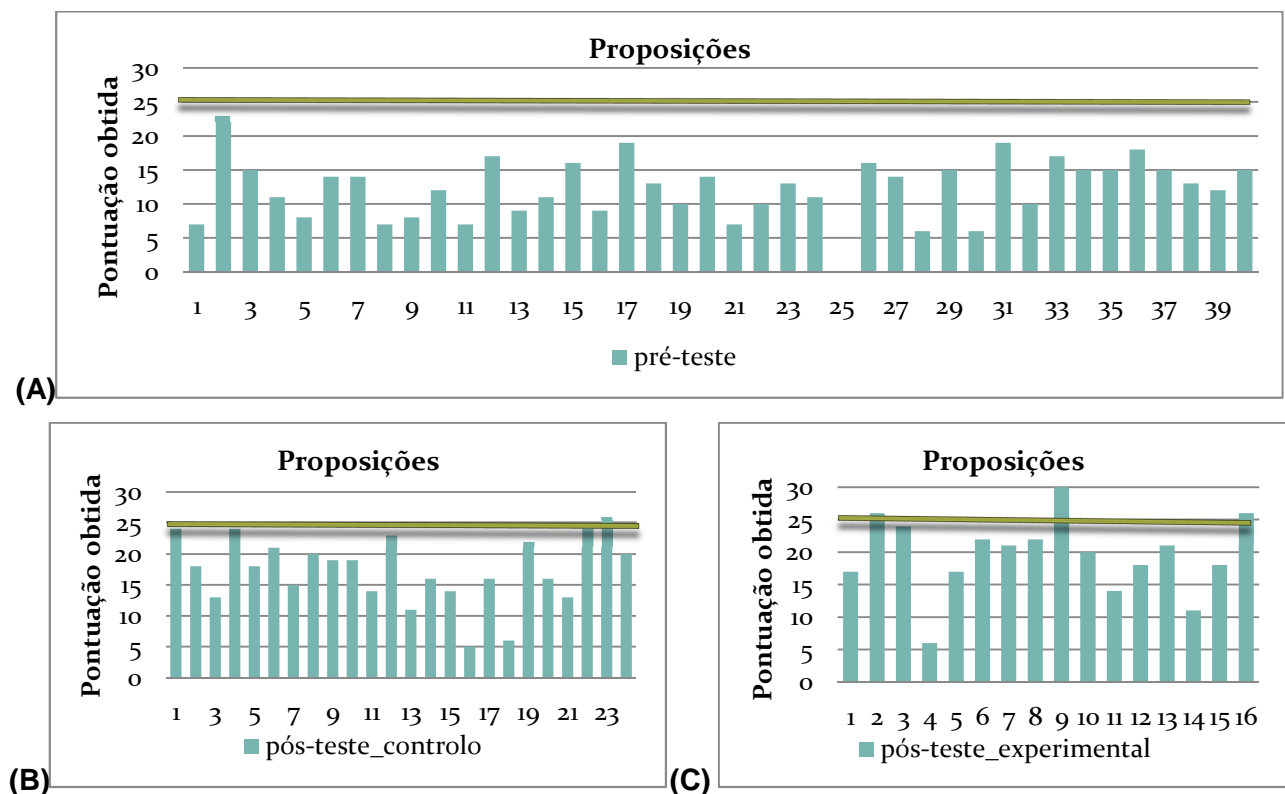 Proposições
Pontuação obtida
30
25
20
15
10
5
0
1 3 5 7 9 11 13 15 17 19 21 23 25 27 29 31 33 35 37 39
pré-teste
(A)
Proposições
Pontuação obtida
30
25
20
15
10
5
0
1 3 5 7 9 11 13 15 17 19 21 23
pós-teste_controlo
(B)
Proposições
Pontuação obtida
30
25
20
15
10
5
0
1 2 3 4 5 6 7 8 9 10 11 12 13 14 15 16
pós-teste_experimental
(C)